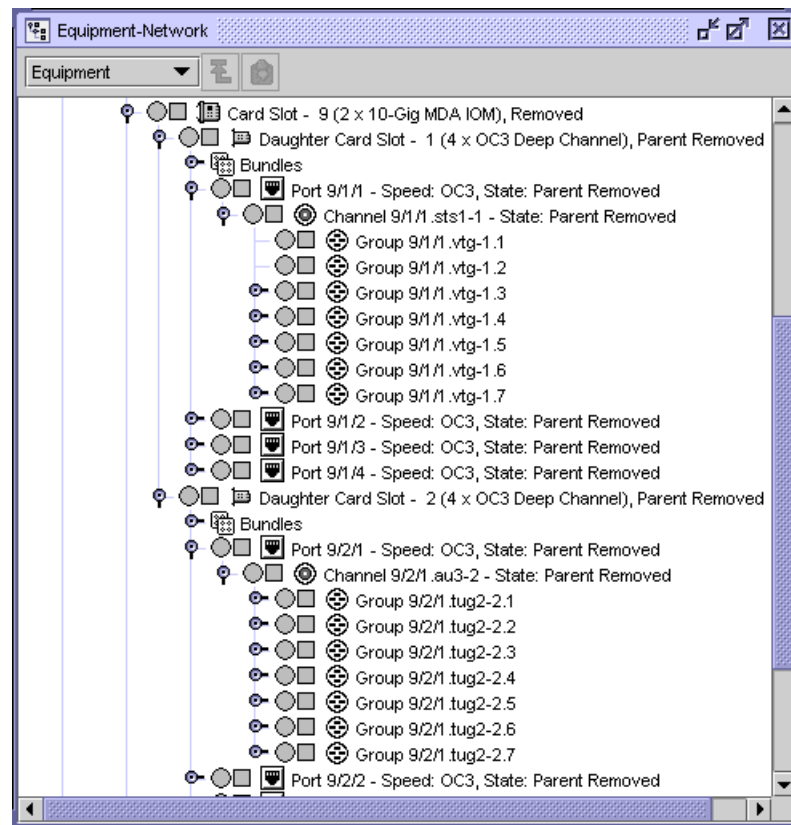 Equipment-Network
Equipment
Card Slot - 9 (2 x 10-Gig MDA IOM), Removed
Daughter Card Slot - 1 (4 x OC3 Deep Channel), Parent Removed
Bundles
Port 9/1/1 - Speed: OC3, State: Parent Removed
Channel 9/1/1.sts1-1 - State: Parent Removed
Group 9/1/1.vtg-1.1
Group 9/1/1.vtg-1.2
Group 9/1/1.vtg-1.3
Group 9/1/1.vtg-1.4
Group 9/1/1.vtg-1.5
Group 9/1/1.vtg-1.6
Group 9/1/1.vtg-1.7
Port 9/1/2 - Speed: OC3, State: Parent Removed
Port 9/1/3 - Speed: OC3, State: Parent Removed
Port 9/1/4 - Speed: OC3, State: Parent Removed
Daughter Card Slot - 2 (4 x OC3 Deep Channel), Parent Removed
Bundles
Port 9/2/1 - Speed: OC3, State: Parent Removed
Channel 9/2/1.au3-2 - State: Parent Removed
Group 9/2/1.tug2-2.1
Group 9/2/1.tug2-2.2
Group 9/2/1.tug2-2.3
Group 9/2/1.tug2-2.4
Group 9/2/1.tug2-2.5
Group 9/2/1.tug2-2.6
Group 9/2/1.tug2-2.7
Port 9/2/2 - Speed: OC3, State: Parent Removed